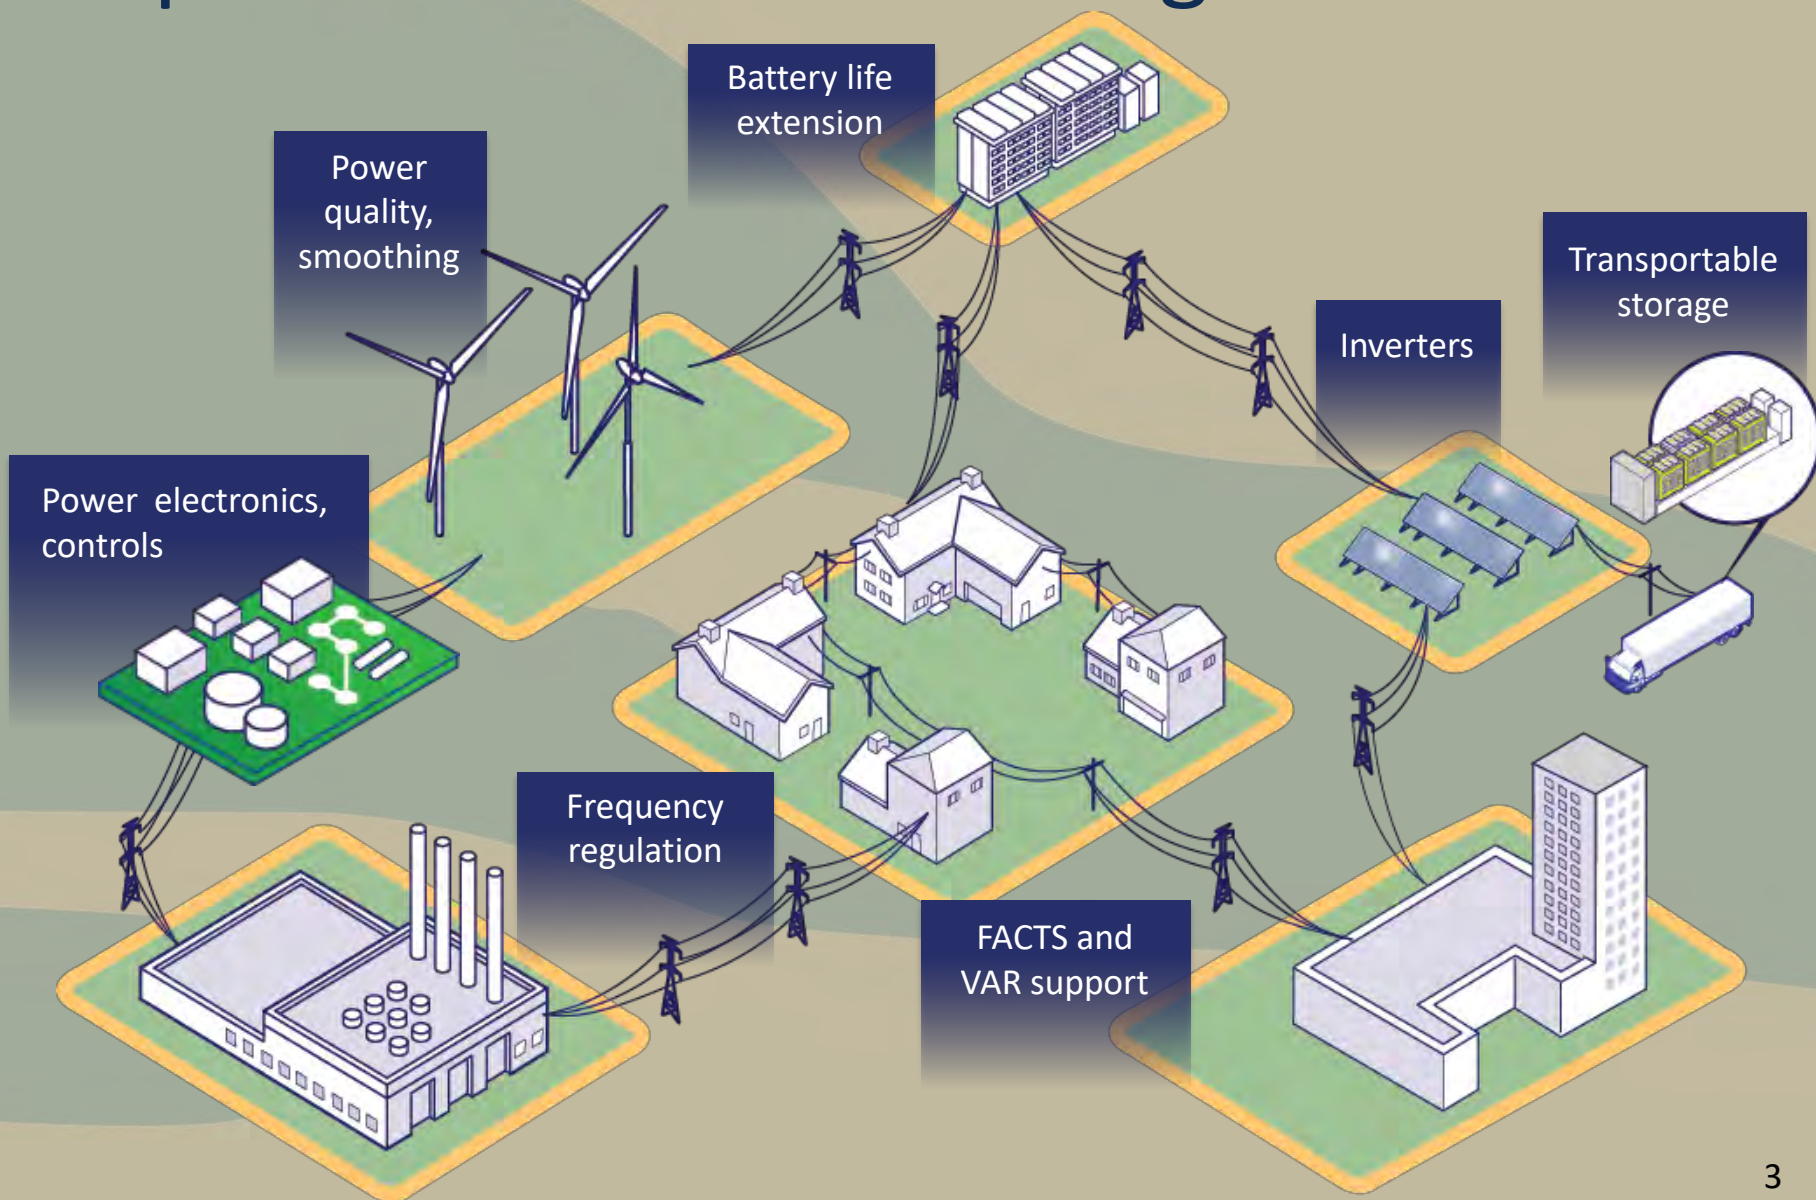 Battery life
extension
Power
quality,
smoothing
Transportable
storage
Inverters
Power electronics,
controls
Frequency
regulation
FACTS and
VAR support
3